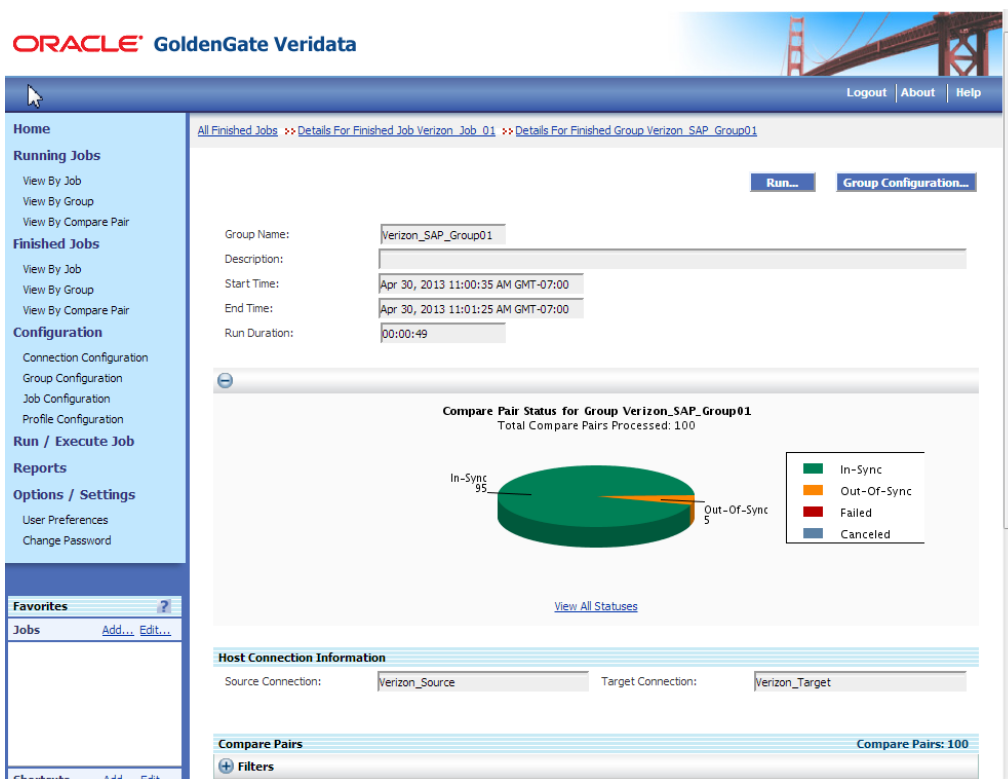 ORACLE® GoldenGate Veridata
Logout About Help
Home
Running Jobs
View By Job
View By Group
View By Compare Pair
Finished Jobs
View By Job
View By Group
View By Compare Pair
Configuration
Connection Configuration
Group Configuration
Job Configuration
Profile Configuration
Run / Execute Job
Reports
Options / Settings
User Preferences
Change Password
Favorites ?
Jobs Add... Edit...
All Finished Jobs >> Details For Finished Job Verizon_Job_01 >> Details For Finished Group Verizon_SAP_Group01
Run... Group Configuration...
Group Name: Verizon_SAP_Group01
Description:
Start Time: Apr 30, 2013 11:00:35 AM GMT-07:00
End Time: Apr 30, 2013 11:01:25 AM GMT-07:00
Run Duration: 00:00:49
Compare Pair Status for Group Verizon_SAP_Group01
Total Compare Pairs Processed: 100
In-Sync
95
Out-Of-Sync
5
In-Sync
Out-Of-Sync
Failed
Canceled
View All Statuses
Host Connection Information
Source Connection: Verizon_Source Target Connection: Verizon_Target
Compare Pairs Compare Pairs: 100
Filters